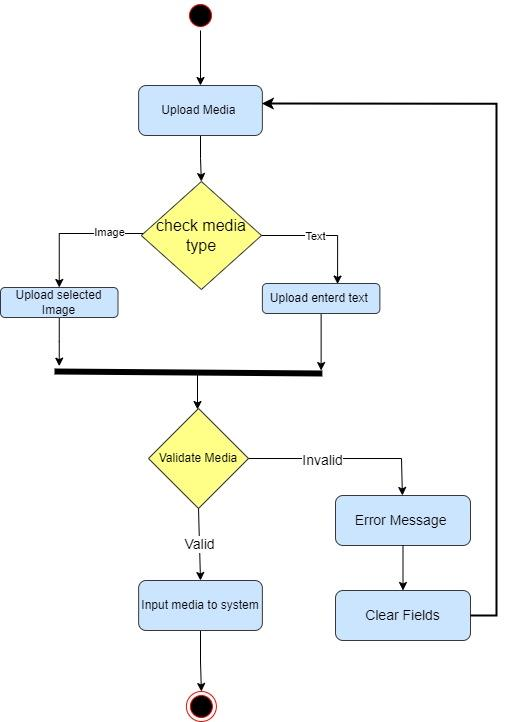 Upload Media
check media
type
Image
Text
Upload selected
Image
Upload enterd text
Validate Media
Invalid
Error Message
Valid
Input media to system
Clear Fields